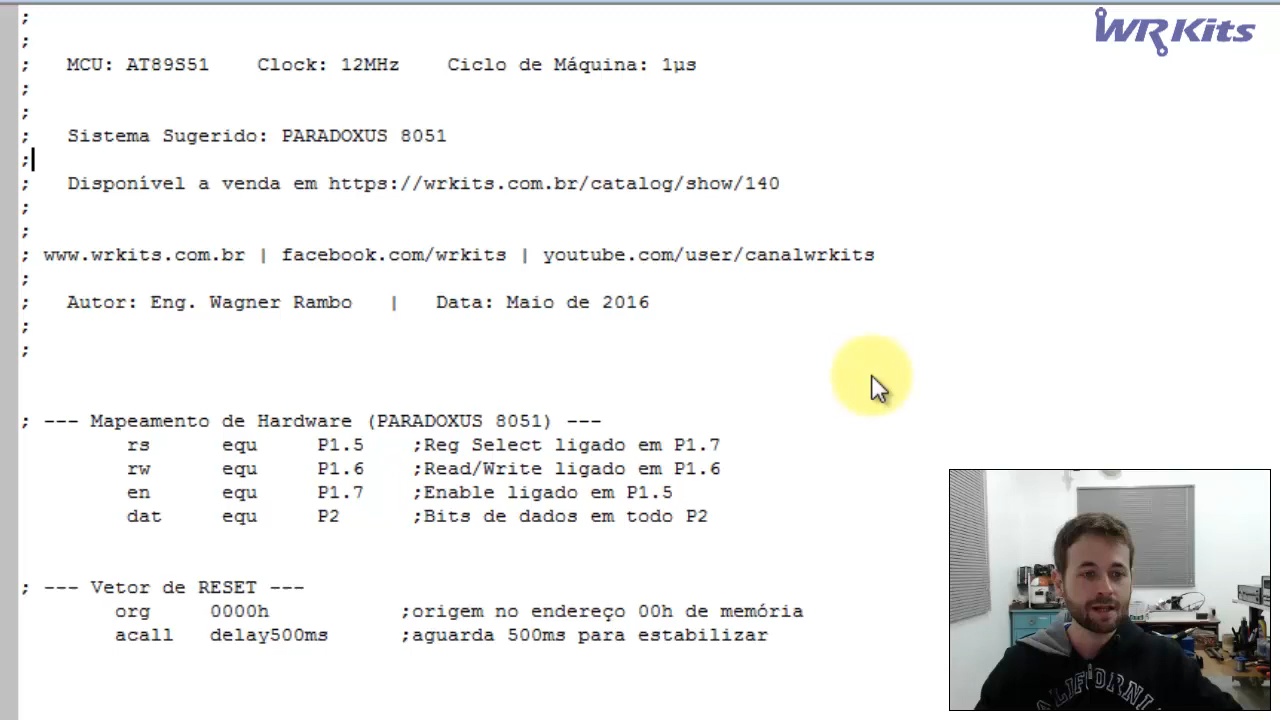 WR Kits
;
;
; MCU: AT89S51 Clock: 12MHz Ciclo de Máquina: 1µs
;
;
; Sistema Sugerido: PARADOXUS 8051
;
; Disponível a venda em https://wrkits.com.br/catalog/show/140
;
;
; www.wrkits.com.br | facebook.com/wrkits | youtube.com/user/canalwrkits
;
; Autor: Eng. Wagner Rambo | Data: Maio de 2016
;
;
; --- Mapeamento de Hardware (PARADOXUS 8051) ---
rs equ P1.5 ;Reg Select ligado em P1.7
rw equ P1.6 ;Read/Write ligado em P1.6
en equ P1.7 ;Enable ligado em P1.5
dat equ P2 ;Bits de dados em todo P2
; --- Vetor de RESET ---
org 0000h ;origem no endereço 00h de memória
acall delay500ms ;aguarda 500ms para estabilizar